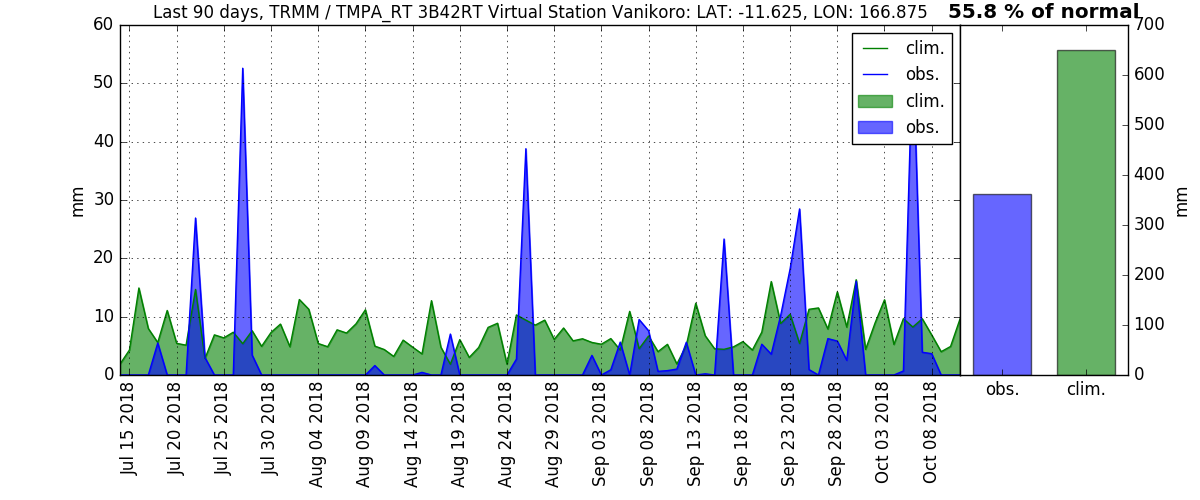 Last 90 days, TRMM / TMPA_RT 3B42RT Virtual Station Vanikoro: LAT: -11.625, LON: 166.875
55.8 % of normal
60
50
40
30
20
10
0
mm
clim.
obs.
clim.
obs.
Jul 15 2018
Jul 20 2018
Jul 25 2018
Jul 30 2018
Aug 04 2018
Aug 09 2018
Aug 14 2018
Aug 19 2018
Aug 24 2018
Aug 29 2018
Sep 03 2018
Sep 08 2018
Sep 13 2018
Sep 18 2018
Sep 23 2018
Sep 28 2018
Oct 03 2018
Oct 08 2018
obs.
clim.
700
600
500
400
300
200
100
0
mm